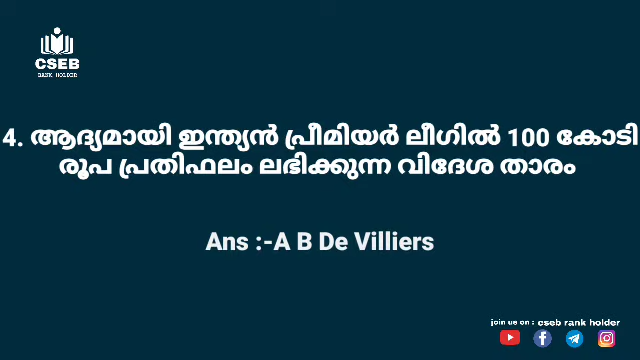 CSEB
RANK HOLDER
4. ആദ്യമായി ഇന്ത്യൻ പ്രീമിയർ ലീഗിൽ 100 കോടി
രൂപ പ്രതിഫലം ലഭിക്കുന്ന വിദേശ താരം
Ans :-A B De Villiers
join us on : cseb rank holder